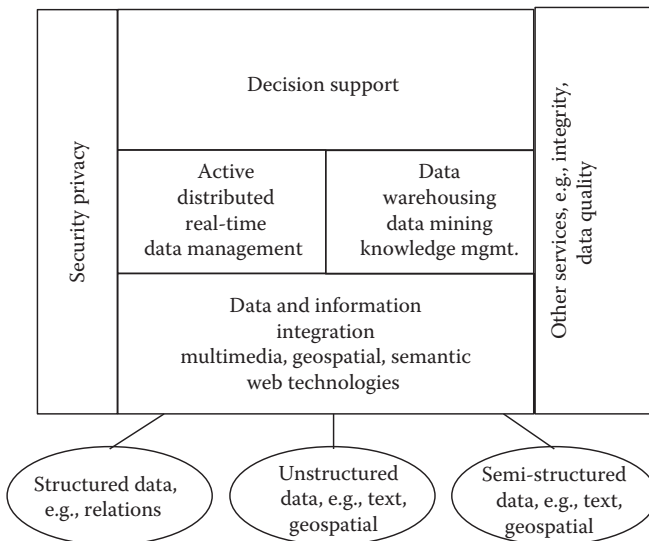 Decision support
Security privacy
Active
distributed
real-time
data management
Data
warehousing
data mining
knowledge mgmt.
Other services, e.g., integrity,
data quality
Data and information
integration
multimedia, geospatial, semantic
web technologies
Structured data,
e.g., relations
Unstructured
data, e.g., text,
geospatial
Semi-structured
data, e.g., text,
geospatial